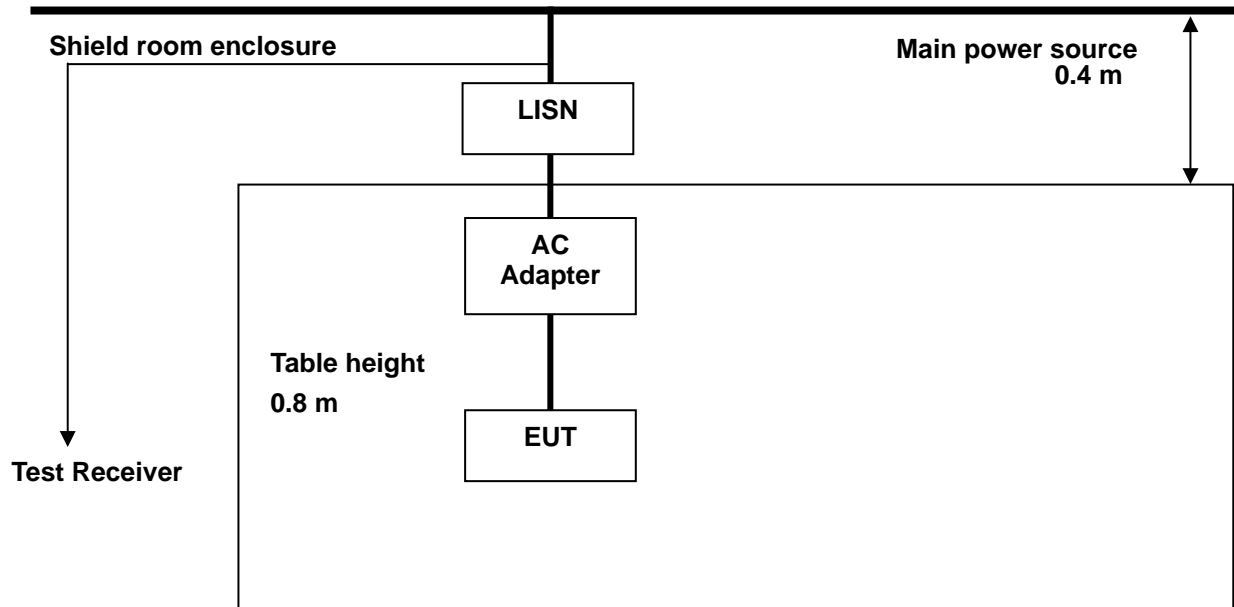 Shield room enclosure
Main power source
0.4 m
LISN
AC
Adapter
Table height
0.8 m
EUT
Test Receiver